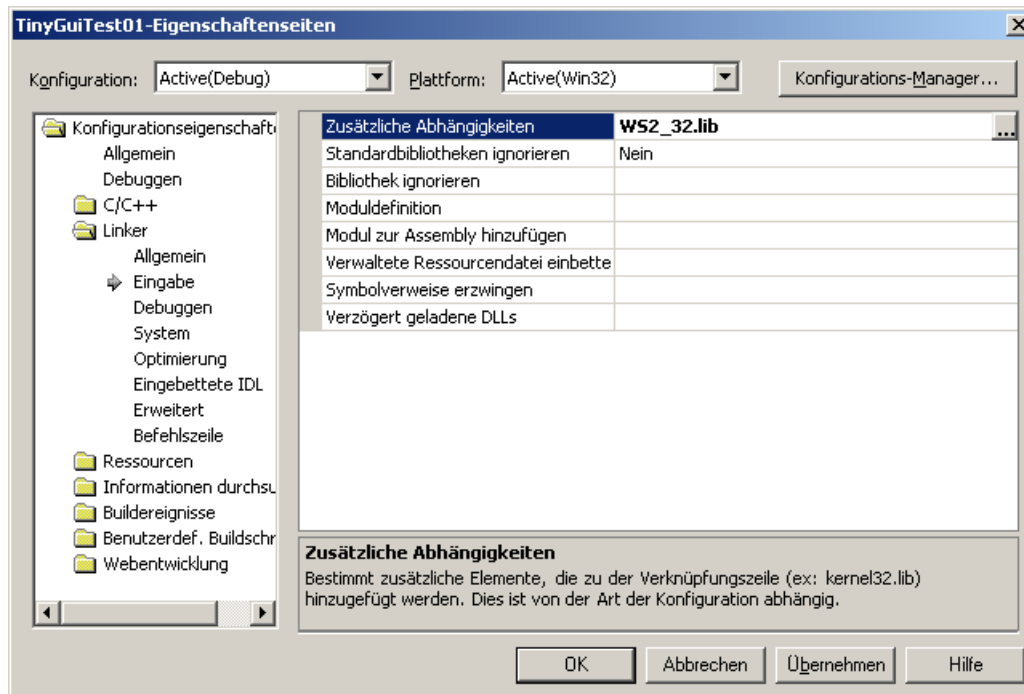 TinyGuiTest01-Eigenschaftenseiten
Konfiguration: Active(Debug) Plattform: Active(Win32) Konfigurations-Manager...
Konfigurationseigenschafte
Allgemein
Debuggen
C/C++
Linker
Allgemein
Eingabe
Debuggen
System
Optimierung
Eingebettete IDL
Erweitert
Befehlszeile
Ressourcen
Informationen durchsu
Buildereignisse
Benutzerdef. Buildschr
Webentwicklung
Zusätzliche Abhängigkeiten WS2_32.lib ...
Standardbibliotheken ignorieren Nein
Bibliothek ignorieren
Moduldefinition
Modul zur Assembly hinzufügen
Verwaltete Ressourcendatei einbette
Symbolverweise erzwingen
Verzögert geladene DLLs
Zusätzliche Abhängigkeiten
Bestimmt zusätzliche Elemente, die zu der Verknüpfungszeile (ex: kernel32.lib)
hinzugefügt werden. Dies ist von der Art der Konfiguration abhängig.
OK Abbrechen Übernehmen Hilfe